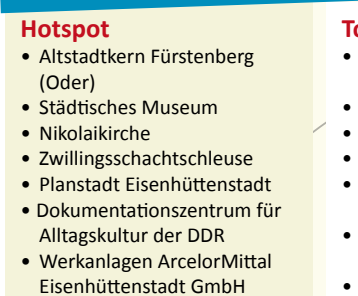 Hotspot
• Altstadtkern Fürstenberg
(Oder)
• Städtisches Museum
• Nikolaikirche
• Zwillingsschachtschleuse
• Planstadt Eisenhüttenstadt
• Dokumentationszentrum für
Alltagskultur der DDR
• Werkanlagen ArcelorMittal
Eisenhüttenstadt GmbH